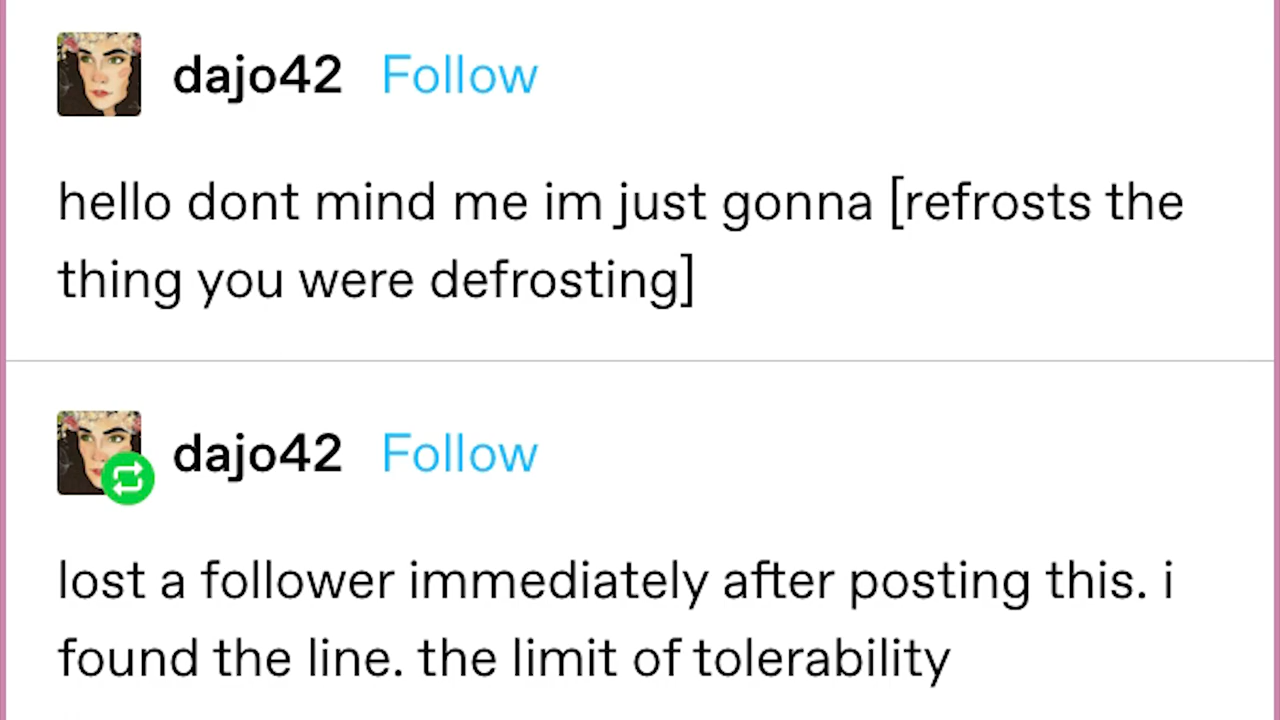 dajo42 Follow
hello dont mind me im just gonna [refrosts the
thing you were defrosting]
dajo42 Follow
lost a follower immediately after posting this. i
found the line. the limit of tolerability